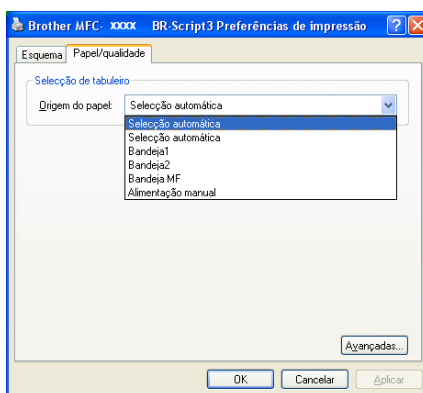 Brother MFC- XXXX BR-Script3 Preferências de impressão
Esquema Papel/qualidade
Selecção de tabuleiro
Origem do papel: Selecção automática
Selecção automática
Selecção automática
Bandeja1
Bandeja2
Bandeja MF
Alimentação manual
Avançadas...
OK Cancelar Aplicar